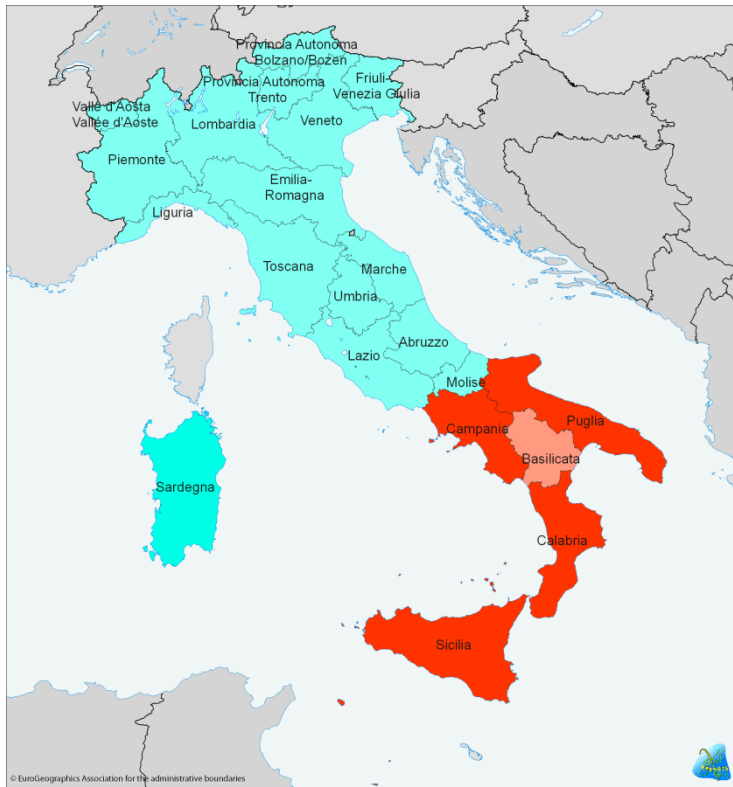 Provincia Autonoma
Bolzano/Bozen
Friuli-
Venezia Giulia
Provincia Autonoma
Trento
Valle d'Aosta
Vallée d'Aoste
Lombardia
Veneto
Piemonte
Emilia-
Romagna
Liguria
Toscana
Marche
Umbria
Abruzzo
Lazio
Molise
Puglia
Campania
Basilicata
Sardegna
Calabria
Sicilia
© EuroGeographics Association for the administrative boundaries